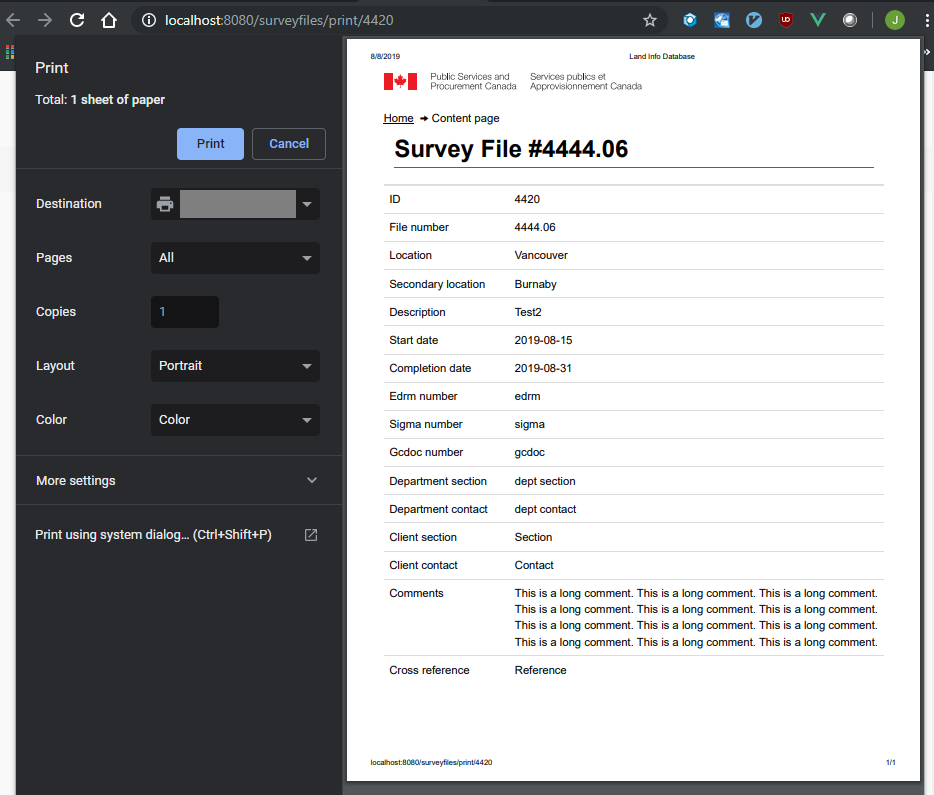 localhost:8080/surveyfiles/print/4420
J
Print
Total: 1 sheet of paper
Print
Cancel
Destination
Pages
All
Copies
1
Layout
Portrait
Color
Color
More settings
Print using system dialog... (Ctrl+Shift+P)
8/8/2019
Land Info Database
Public Services and
Procurement Canada
Services publics et
Approvisionnement Canada
Home ➔ Content page
Survey File #4444.06
ID 4420
File number 4444.06
Location Vancouver
Secondary location Burnaby
Description Test2
Start date 2019-08-15
Completion date 2019-08-31
Edrm number edrm
Sigma number sigma
Gcdoc number gcdoc
Department section dept section
Department contact dept contact
Client section Section
Client contact Contact
Comments This is a long comment. This is a long comment. This is a long comment.
This is a long comment. This is a long comment. This is a long comment.
This is a long comment. This is a long comment. This is a long comment.
This is a long comment. This is a long comment. This is a long comment.
Cross reference Reference
localhost:8080/surveyfiles/print/4420
1/1